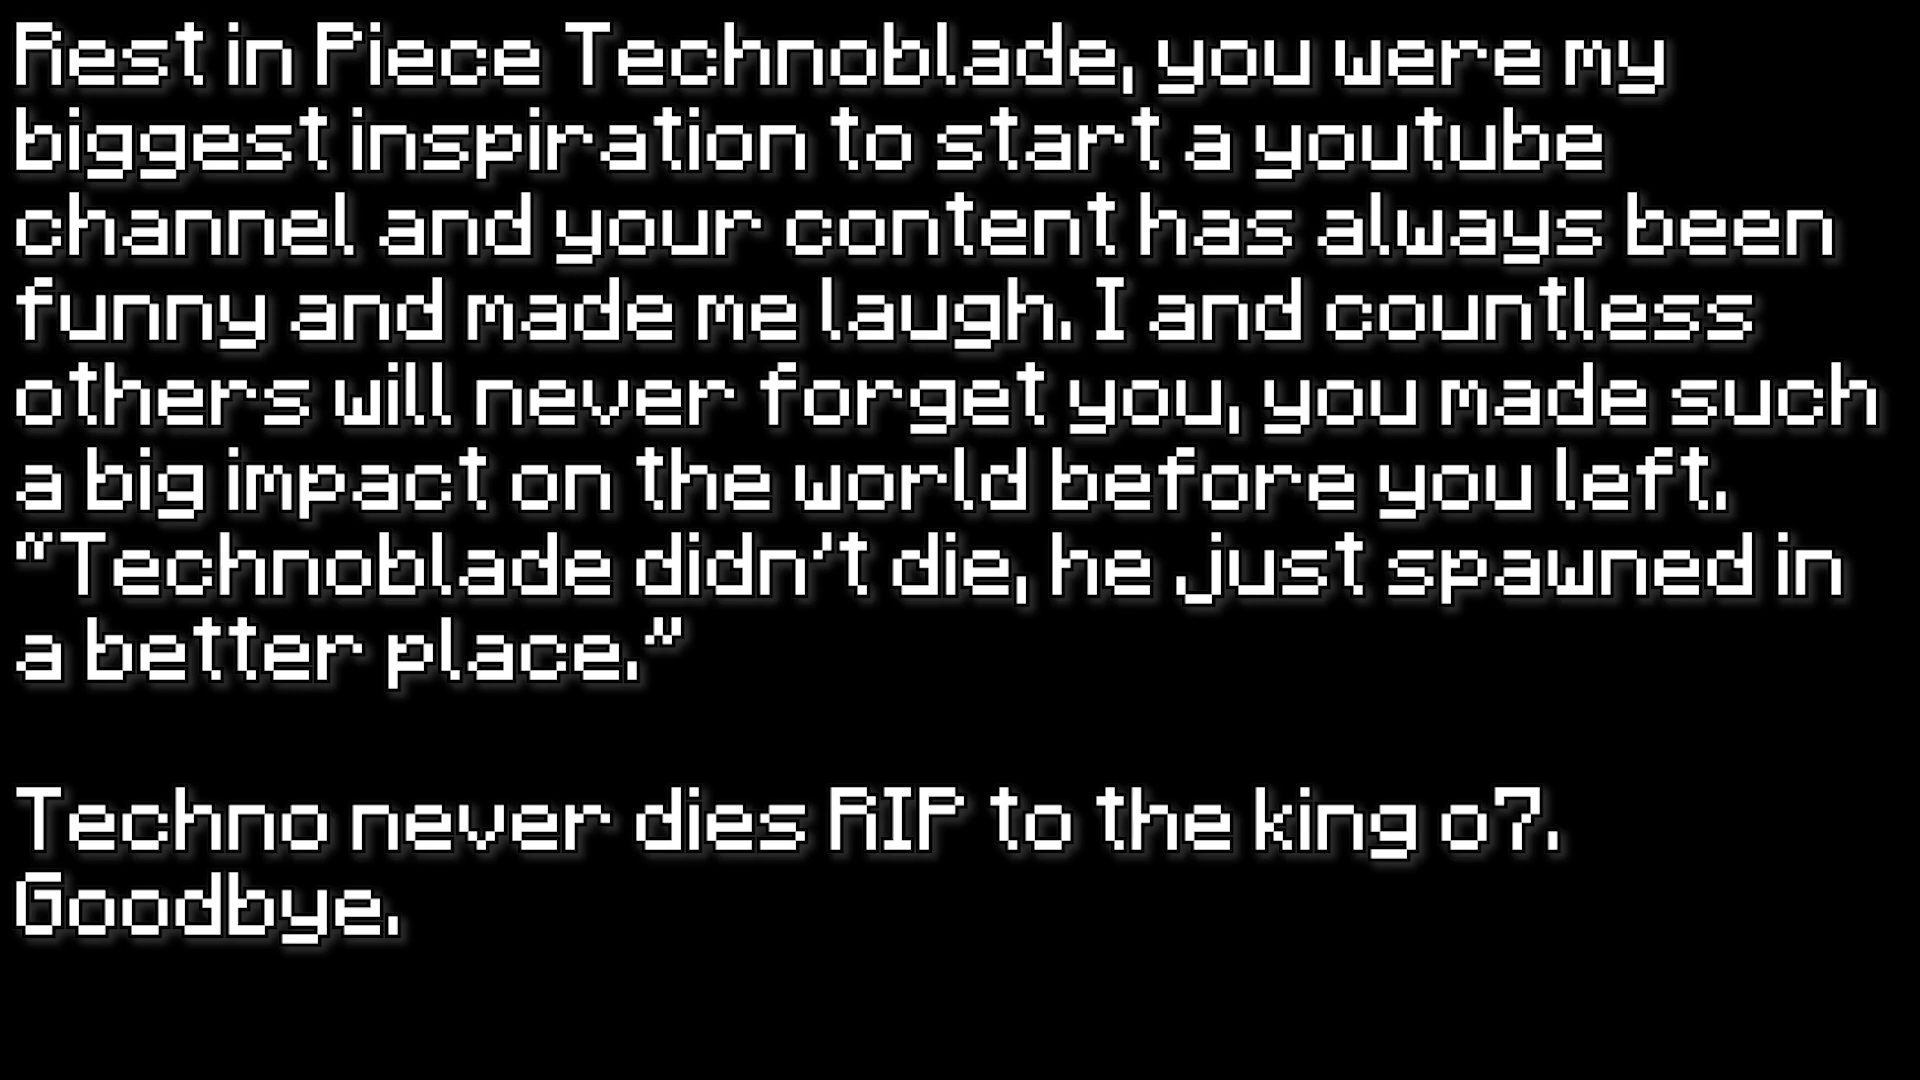 Rest in Piece Technoblade, you were my
biggest inspiration to start a youtube
channel and your content has always been
funny and made me laugh. I and countless
others will never forget you, you made such
a big impact on the world before you left.
"Technoblade didn't die, he just spawned in
a better place."
Techno never dies RIP to the king o7.
Goodbye.